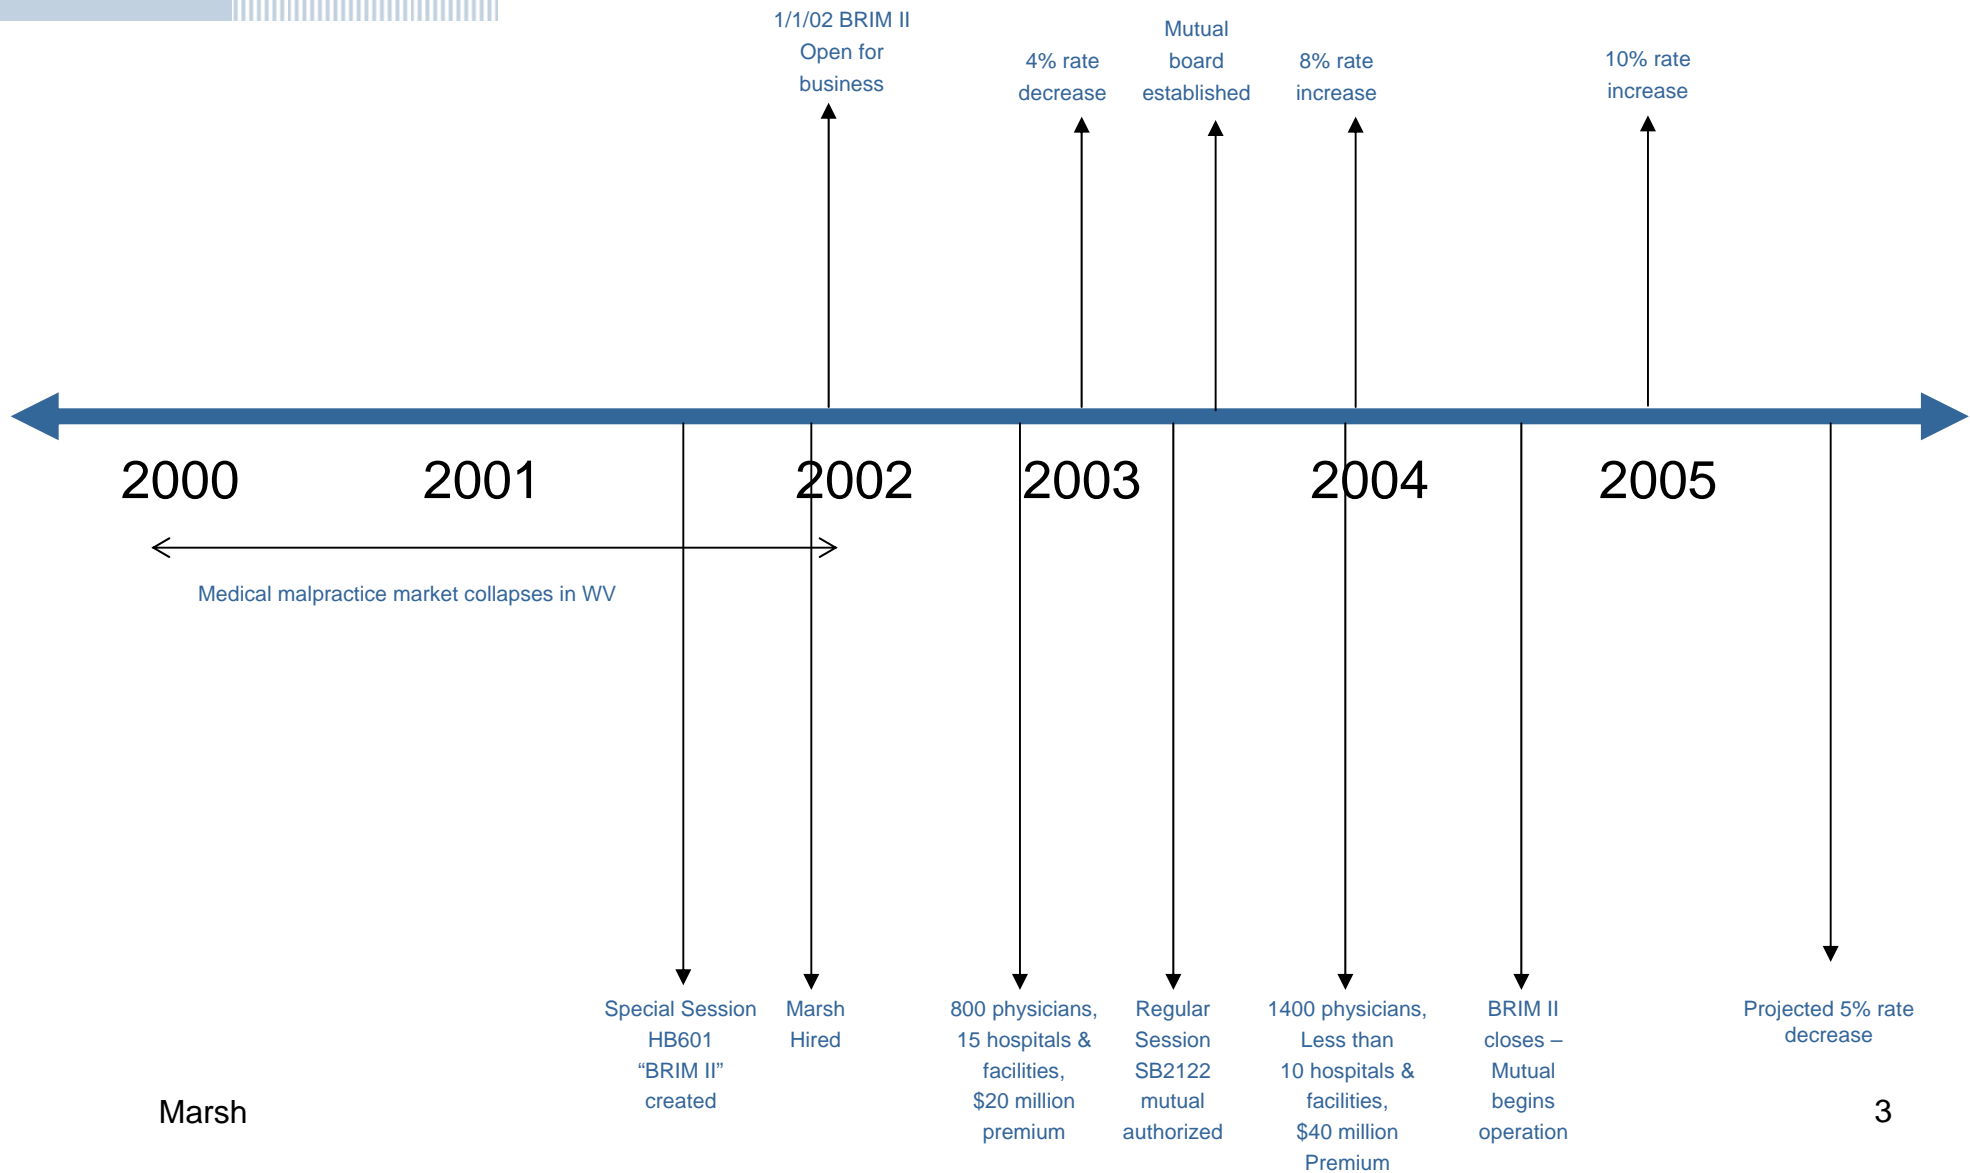 1/1/02 BRIM II
Open for
business
4% rate
decrease
Mutual
board
established
8% rate
increase
10% rate
increase
2000
2001
2002
2003
2004
2005
Medical malpractice market collapses in WV
Special Session
HB601
“BRIM II”
created
Marsh
Hired
800 physicians,
15 hospitals &
facilities,
$20 million
premium
Regular
Session
SB2122
mutual
authorized
1400 physicians,
Less than
10 hospitals &
facilities,
$40 million
Premium
BRIM II
closes –
Mutual
begins
operation
Projected 5% rate
decrease
Marsh
3